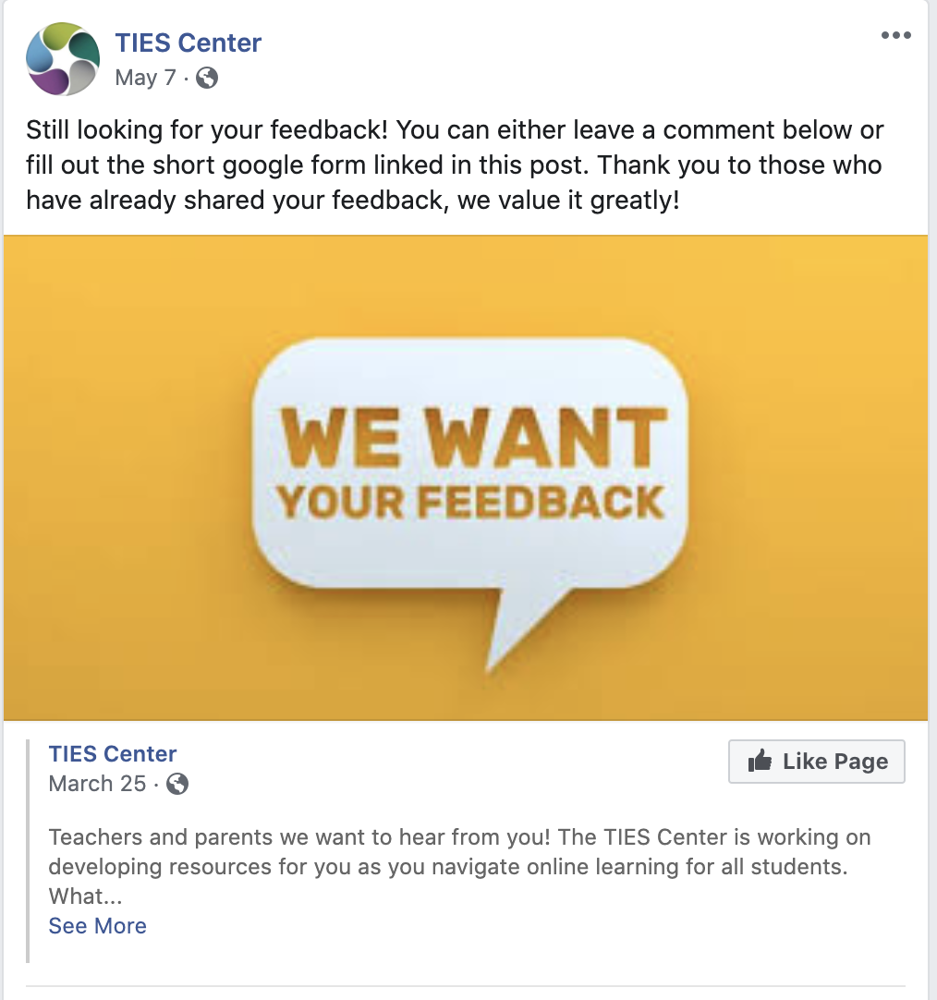 TIES Center
May 7 ·
Still looking for your feedback! You can either leave a comment below or
fill out the short google form linked in this post. Thank you to those who
have already shared your feedback, we value it greatly!
WE WANT
YOUR FEEDBACK
TIES Center
March 25 ·
Like Page
Teachers and parents we want to hear from you! The TIES Center is working on
developing resources for you as you navigate online learning for all students.
What...
See More